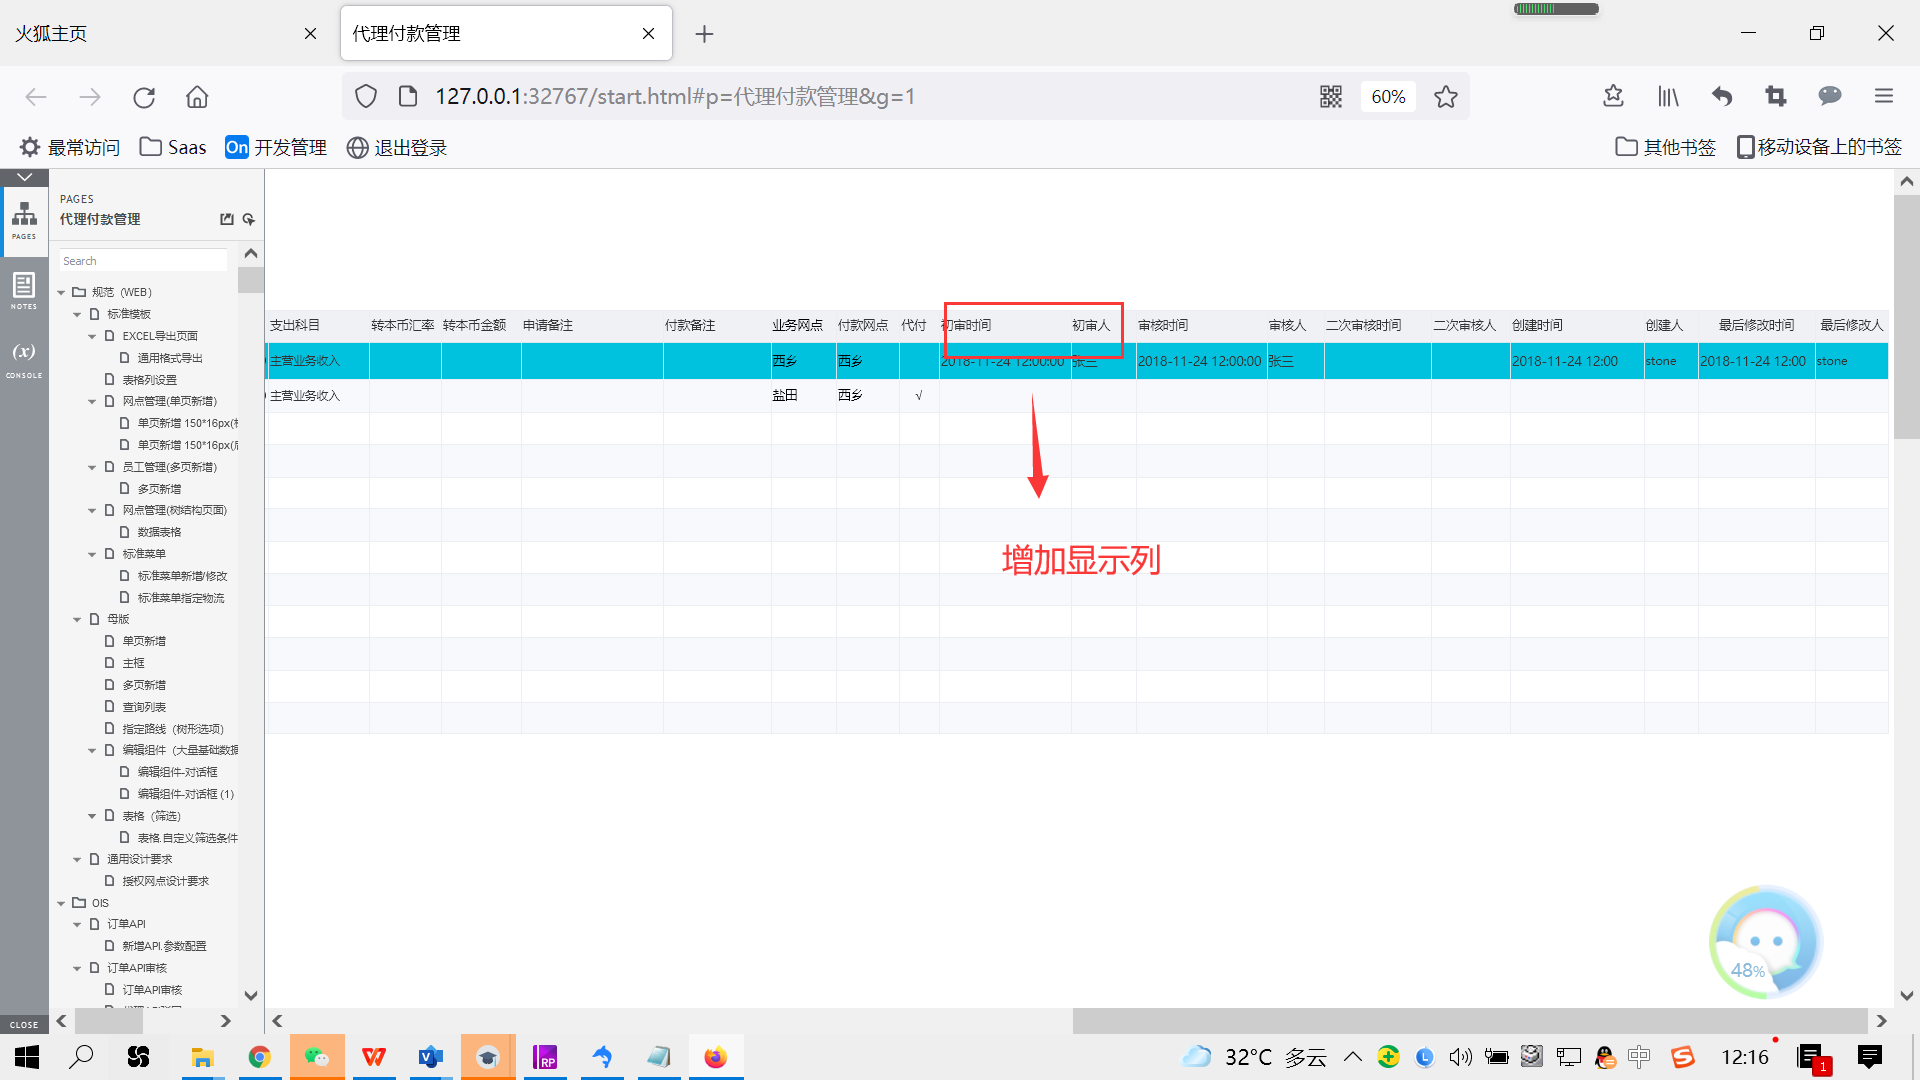 火狐主页
代理付款管理
127.0.0.1:32767/start.html#p=代理付款管理&g=1
60%
最常访问
Saas
On 开发管理
退出登录
其他书签
移动设备上的书签
PAGES
NOTES
(x)
CONSOLE
CLOSE
PAGES
代理付款管理
Search
规范 (WEB)
标准模板
EXCEL导出页面
通用格式导出
表格列设置
网点管理(单页新增)
单页新增 150*16px(
单页新增 150*16px(
员工管理(多页新增)
多页新增
网点管理(树结构页面)
数据表格
标准菜单
标准菜单新增/修改
标准菜单指定物流
母版
单页新增
主框
多页新增
查询列表
指定路线 (树形选项)
编辑组件 (大量基础数据
编辑组件-对话框
编辑组件-对话框 (1)
表格 (筛选)
表格.自定义筛选条件
通用设计要求
授权网点设计要求
OIS
订单API
新增API.参数配置
订单API审核
订单API审核
支出科目 转本币汇率 转本币金额 申请备注 付款备注 业务网点 付款网点 代付 初审时间 初审人 审核时间 审核人 二次审核时间 二次审核人 创建时间 创建人 最后修改时间 最后修改人
主营业务收入 西乡 西乡 2018-11-24 12:00:00 张三 2018-11-24 12:00:00 张三 2018-11-24 12:00 stone 2018-11-24 12:00 stone
主营业务收入 盐田 西乡 √
增加显示列
48%
32°C 多云
中
12:16
1